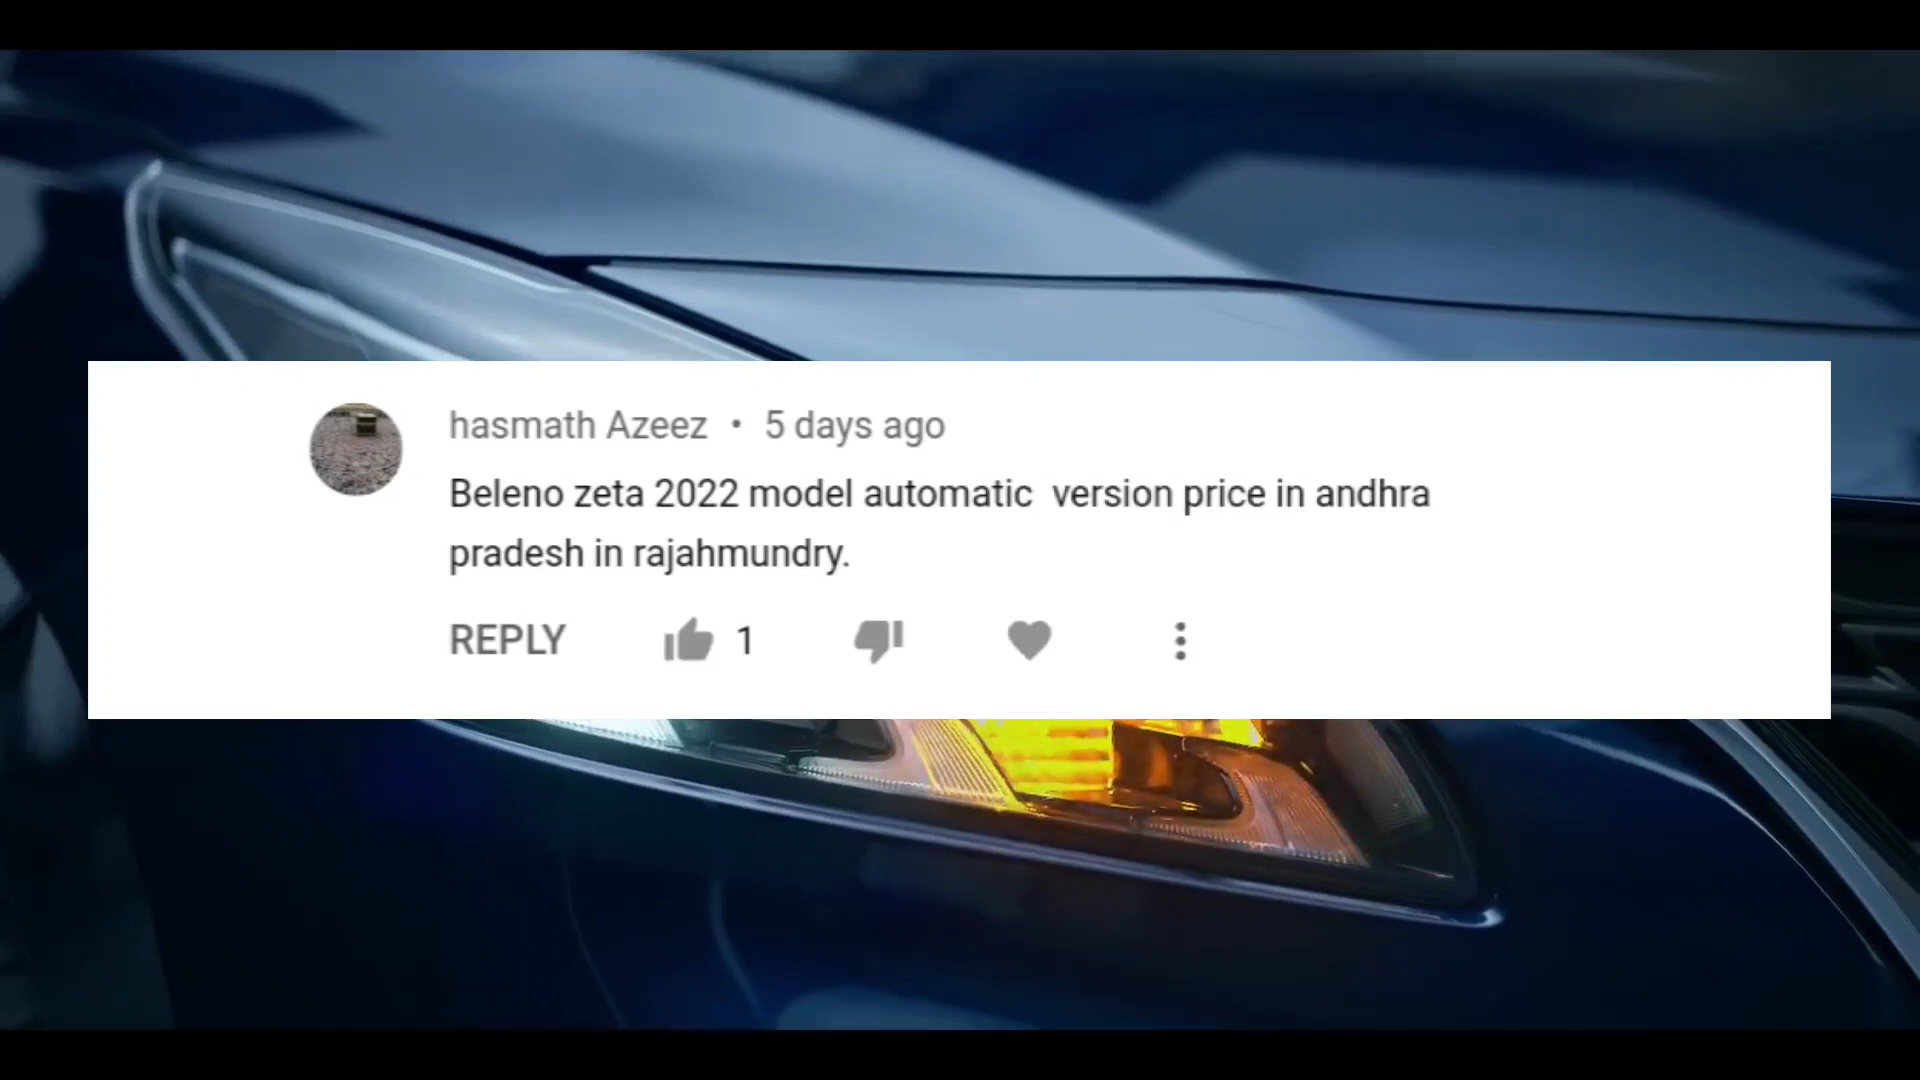 hasmath Azeez • 5 days ago
Beleno zeta 2022 model automatic version price in andhra
pradesh in rajahmundry.
REPLY 1